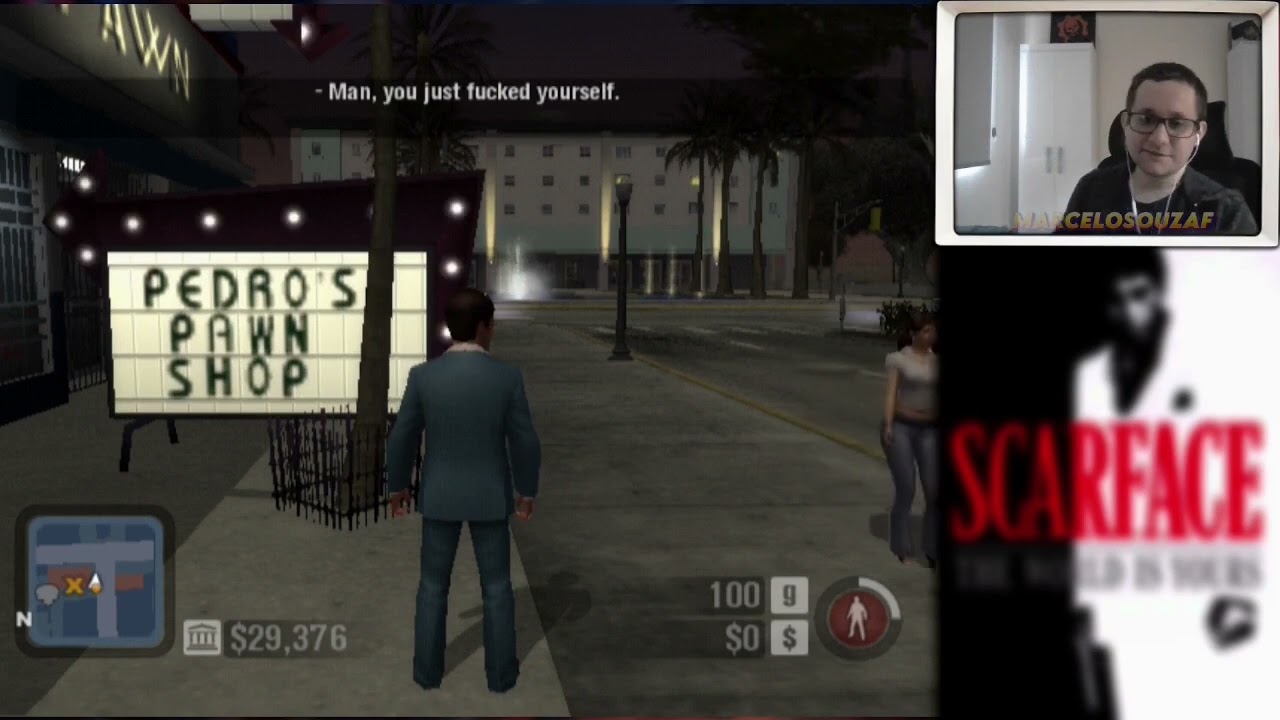 AWN
- Man, you just fucked yourself.
MARCELOSOUZAF
PEDRO'S
PAWN
SHOP
SCARFACE
THE WORLD IS YOURS
100 g
$0 $
N
$29,376